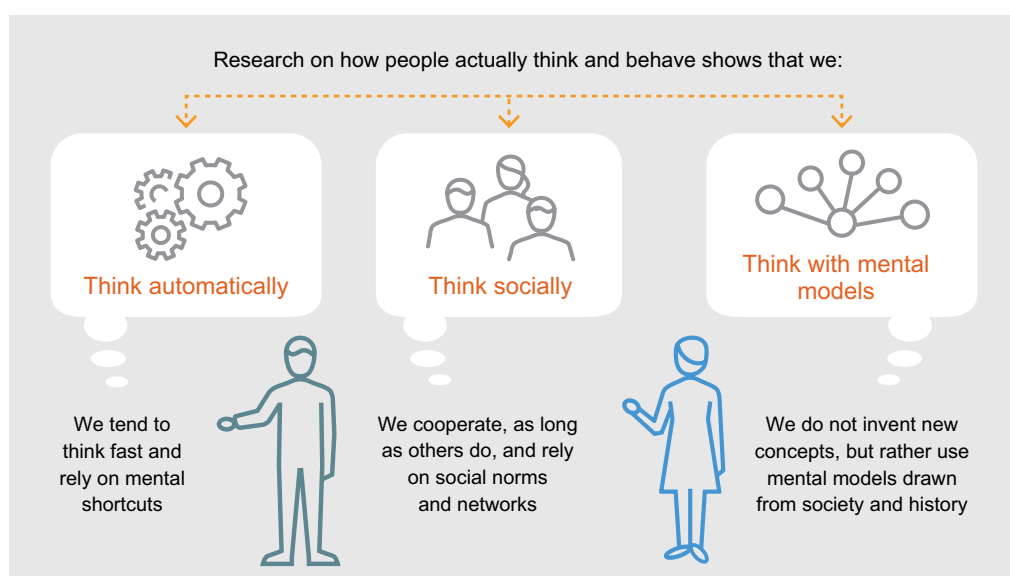 Research on how people actually think and behave shows that we:
Think automatically
Think socially
Think with mental
models
We tend to
think fast and
rely on mental
shortcuts
We cooperate, as long
as others do, and rely
on social norms
and networks
We do not invent new
concepts, but rather use
mental models drawn
from society and history